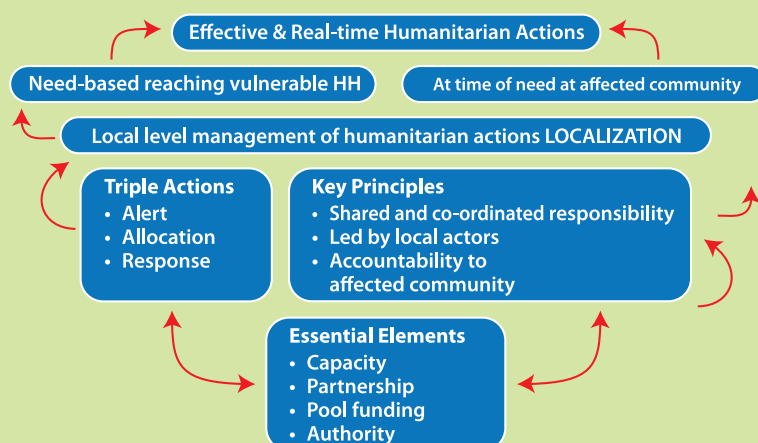 Effective & Real-time Humanitarian Actions
Need-based reaching vulnerable HH
At time of need at affected community
Local level management of humanitarian actions LOCALIZATION
Triple Actions
• Alert
• Allocation
• Response
Key Principles
• Shared and co-ordinated responsibility
• Led by local actors
• Accountability to
affected community
Essential Elements
• Capacity
• Partnership
• Pool funding
• Authority